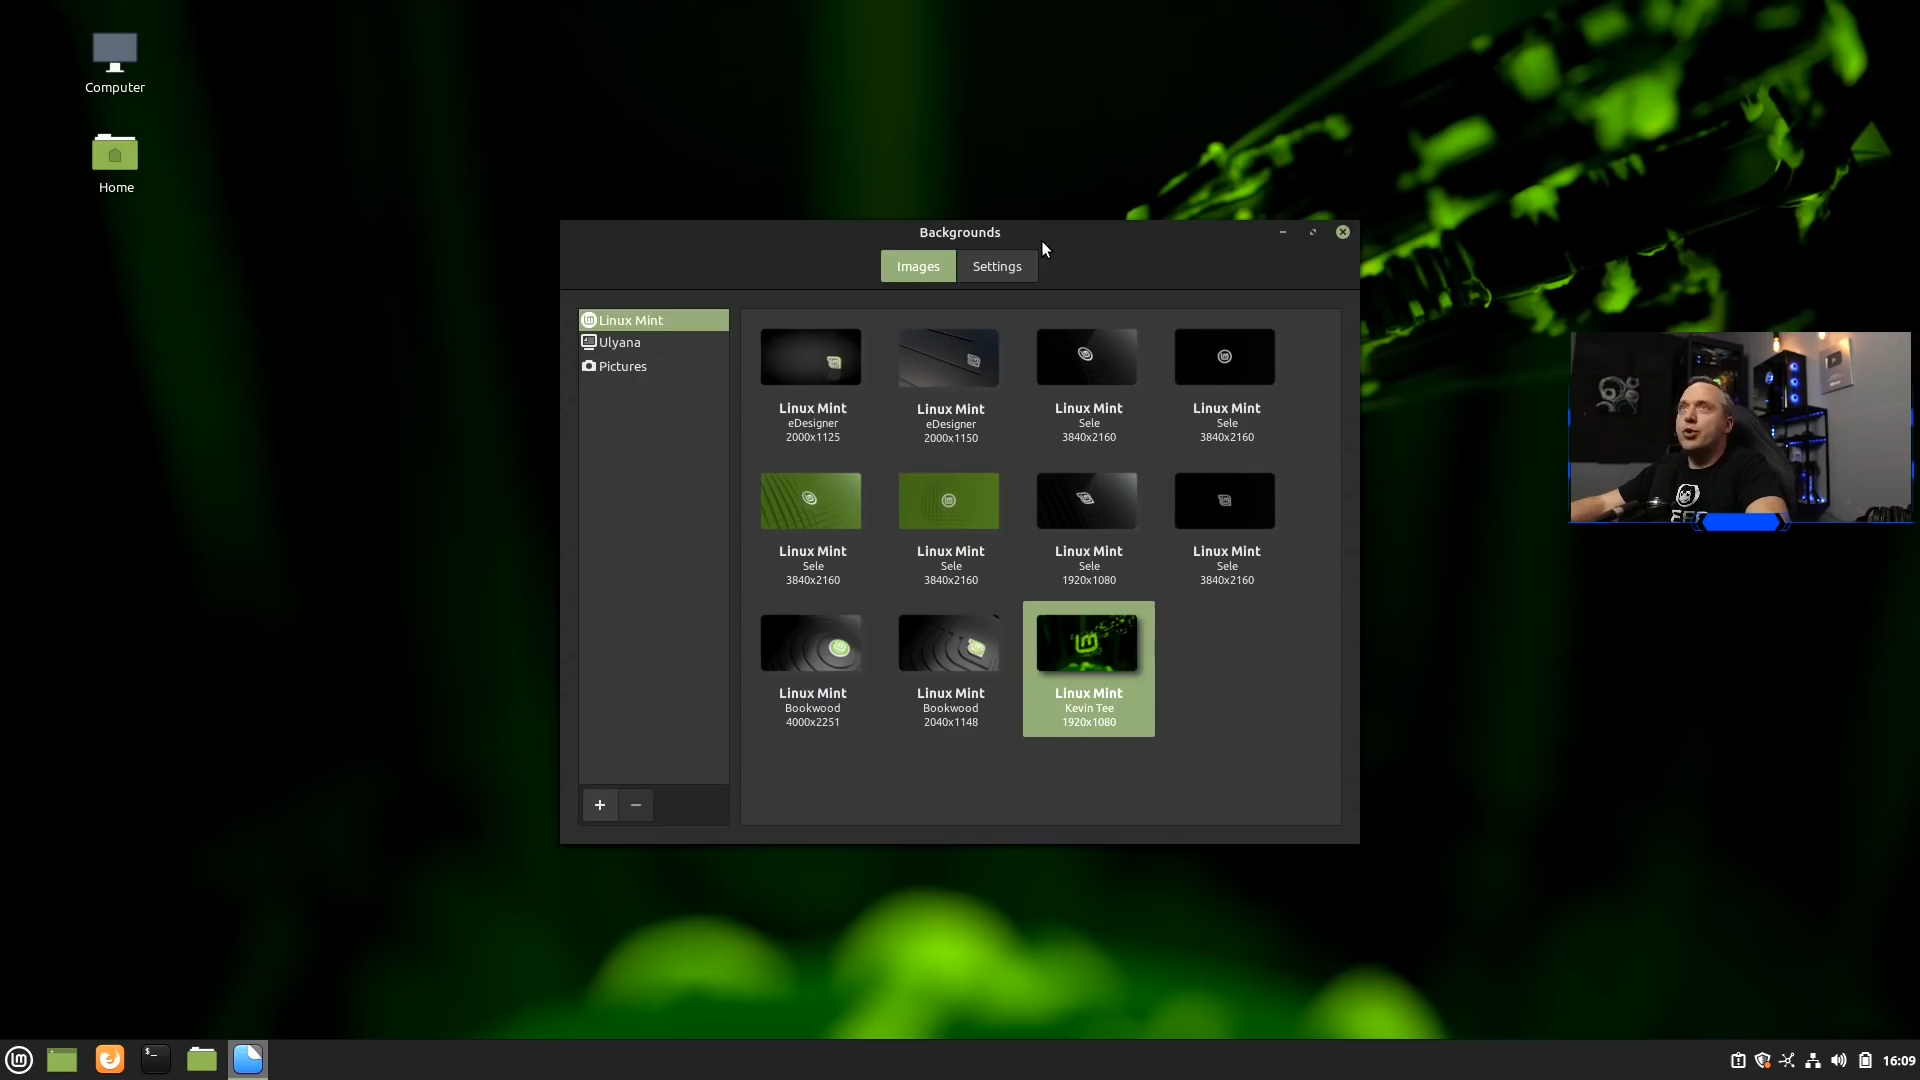 Computer
Home
Backgrounds
Images
Settings
Linux Mint
Ulyana
Pictures
Linux Mint
eDesigner
2000x1125
Linux Mint
eDesigner
2000x1150
Linux Mint
Sele
3840x2160
Linux Mint
Sele
3840x2160
Linux Mint
Sele
3840x2160
Linux Mint
Sele
3840x2160
Linux Mint
Sele
1920x1080
Linux Mint
Sele
3840x2160
Linux Mint
Bookwood
4000x2251
Linux Mint
Bookwood
2040x1148
Linux Mint
Kevin Tee
1920x1080
16:09